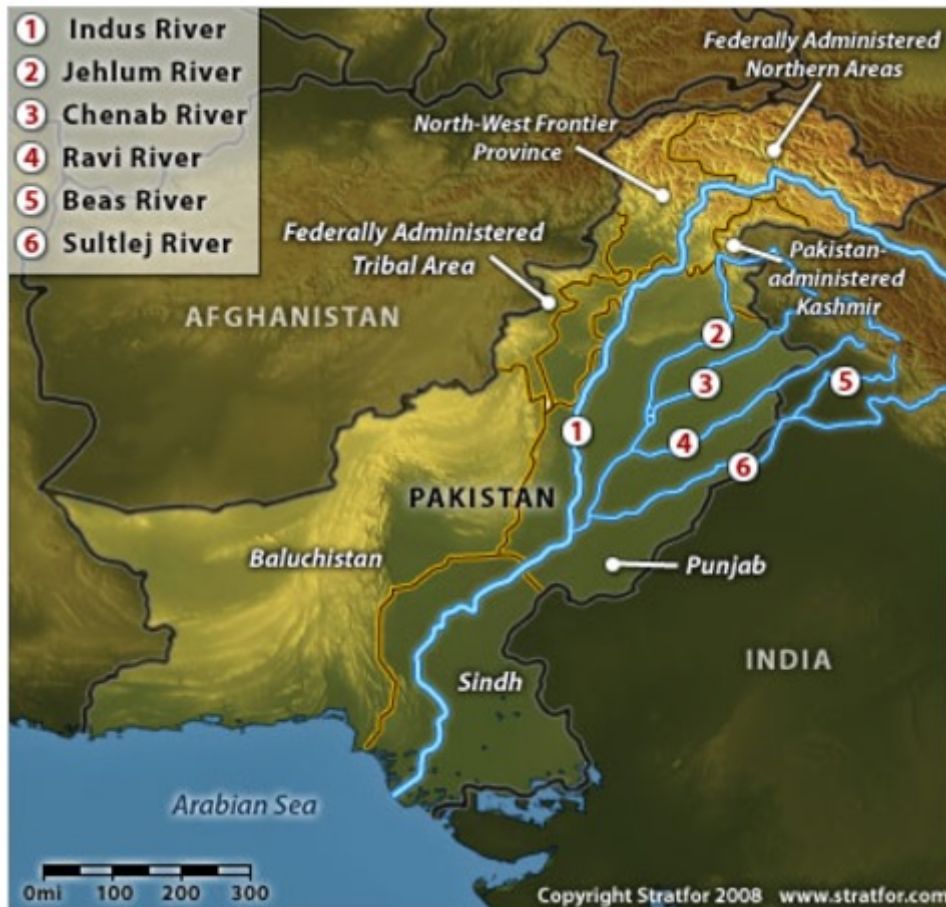 1 Indus River
2 Jehlum River
3 Chenab River
4 Ravi River
5 Beas River
6 Sultlej River
Federally Administered
Northern Areas
North-West Frontier
Province
Federally Administered
Tribal Area
Pakistan-
administered
Kashmir
AFGHANISTAN
2
3
5
1
4
6
PAKISTAN
Baluchistan
Punjab
INDIA
Sindh
Arabian Sea
0mi 100 200 300
Copyright Stratfor 2008 www.stratfor.com